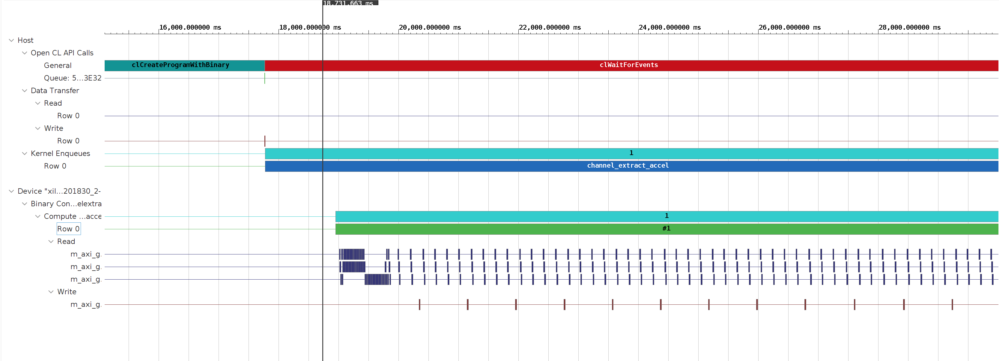 18,731.663 ms
16,000.000000 ms 18,000.000000 ms 20,000.000000 ms 22,000.000000 ms 24,000.000000 ms 26,000.000000 ms 28,000.000000 ms
Host
Open CL API Calls
General clCreateProgramWithBinary clWaitForEvents
Queue: 5...3E32
Data Transfer
Read
Row 0
Write
Row 0
Kernel Enqueues 1
Row 0 channel_extract_accel
Device "xil...201830_2-
Binary Con...elextra
Compute ...acce 1
Row 0 #1
Read
m_axi_g.
m_axi_g.
m_axi_g.
Write
m_axi_g.